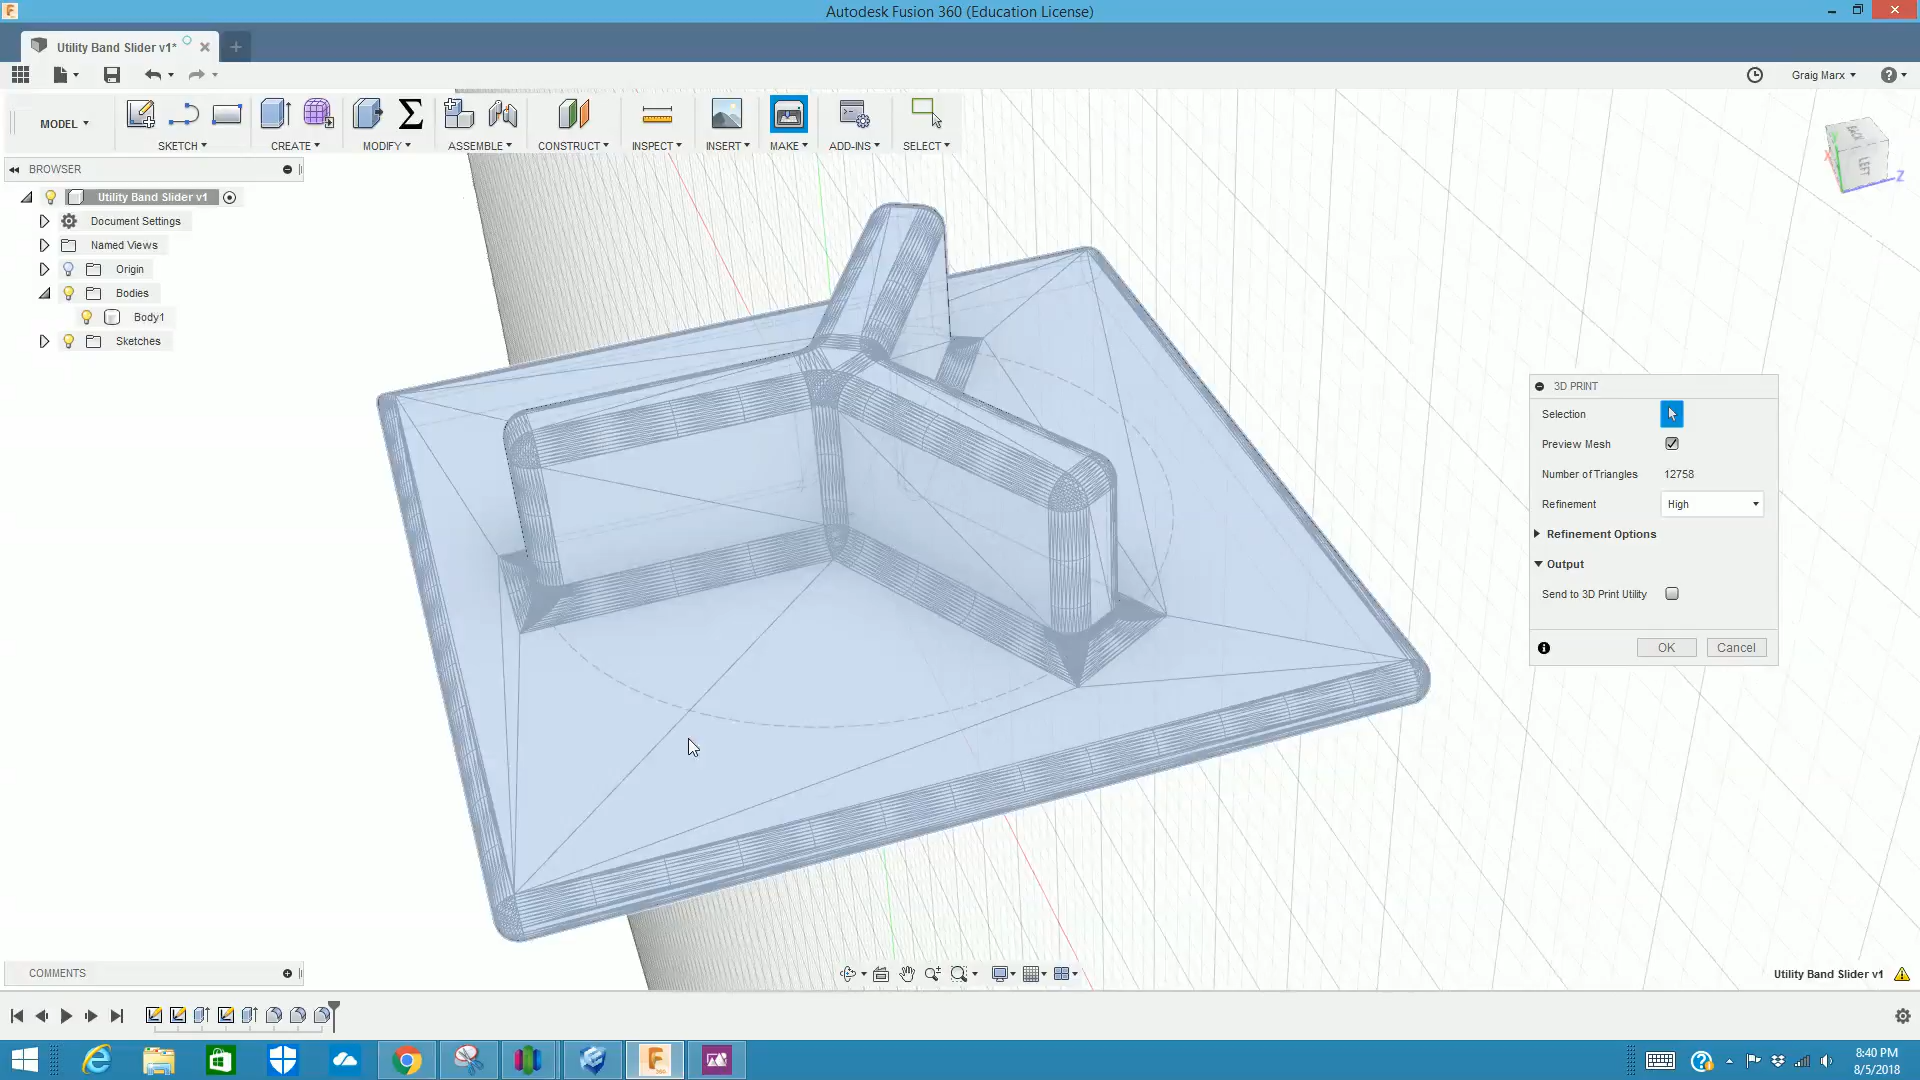 Autodesk Fusion 360 (Education License)
Utility Band Slider v1*
Graig Marx
MODEL
SKETCH
CREATE
MODIFY
ASSEMBLE
CONSTRUCT
INSPECT
INSERT
MAKE
ADD-INS
SELECT
BROWSER
Utility Band Slider v1
Document Settings
Named Views
Origin
Bodies
Body1
Sketches
BACK
LEFT
X
Z
3D PRINT
Selection
Preview Mesh
Number of Triangles 12758
Refinement High
Refinement Options
Output
Send to 3D Print Utility
OK Cancel
COMMENTS
Utility Band Slider v1
8:40 PM
8/5/2018